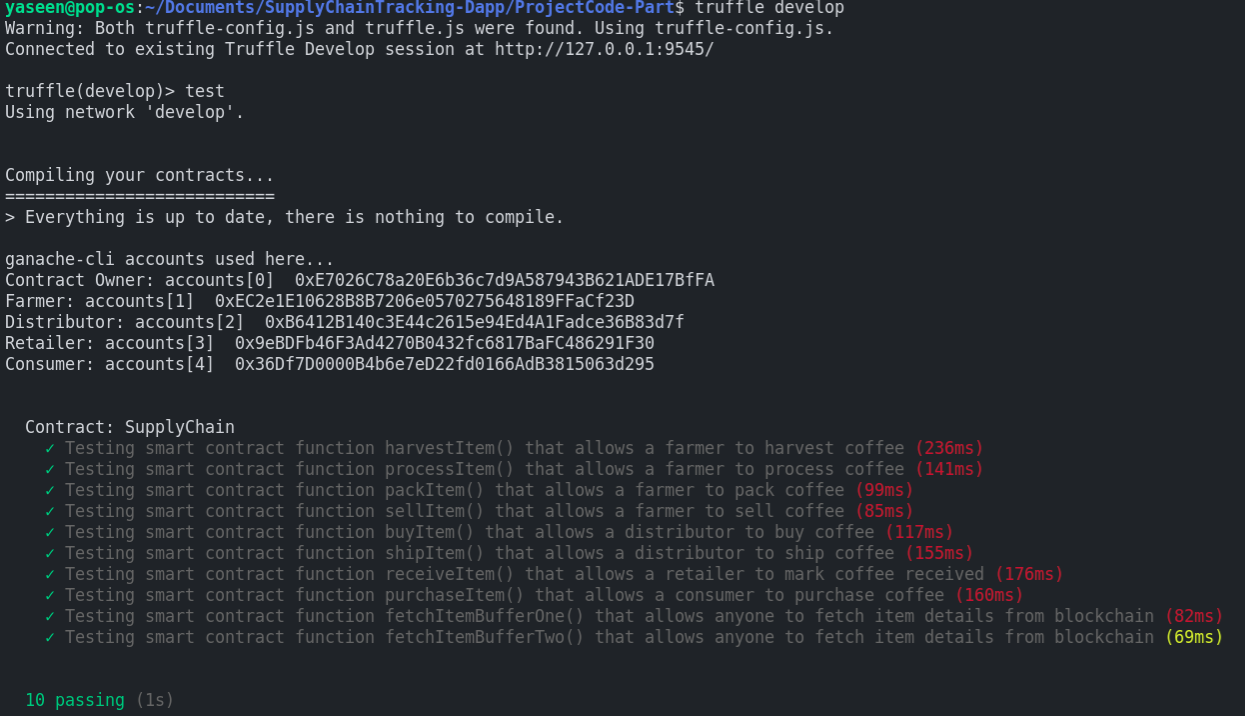 yaseen@pop-os:~/Documents/SupplyChainTracking-Dapp/ProjectCode-Part$ truffle develop
Warning: Both truffle-config.js and truffle.js were found. Using truffle-config.js.
Connected to existing Truffle Develop session at http://127.0.0.1:9545/
truffle(develop)> test
Using network 'develop'.
Compiling your contracts...
===========================
> Everything is up to date, there is nothing to compile.
ganache-cli accounts used here...
Contract Owner: accounts[0]  0xE7026C78a20E6b36c7d9A587943B621ADE17BfFA
Farmer: accounts[1]  0xEC2e1E10628B8B7206e0570275648189FFaCf23D
Distributor: accounts[2]  0xB6412B140c3E44c2615e94Ed4A1Fadce36B83d7f
Retailer: accounts[3]  0x9eBDFb46F3Ad4270B0432fc6817BaFC486291F30
Consumer: accounts[4]  0x36Df7D0000B4b6e7eD22fd0166AdB3815063d295
Contract: SupplyChain
✓ Testing smart contract function harvestItem() that allows a farmer to harvest coffee (236ms)
✓ Testing smart contract function processItem() that allows a farmer to process coffee (141ms)
✓ Testing smart contract function packItem() that allows a farmer to pack coffee (99ms)
✓ Testing smart contract function sellItem() that allows a farmer to sell coffee (85ms)
✓ Testing smart contract function buyItem() that allows a distributor to buy coffee (117ms)
✓ Testing smart contract function shipItem() that allows a distributor to ship coffee (155ms)
✓ Testing smart contract function receiveItem() that allows a retailer to mark coffee received (176ms)
✓ Testing smart contract function purchaseItem() that allows a consumer to purchase coffee (160ms)
✓ Testing smart contract function fetchItemBufferOne() that allows anyone to fetch item details from blockchain (82ms)
✓ Testing smart contract function fetchItemBufferTwo() that allows anyone to fetch item details from blockchain (69ms)
10 passing (1s)